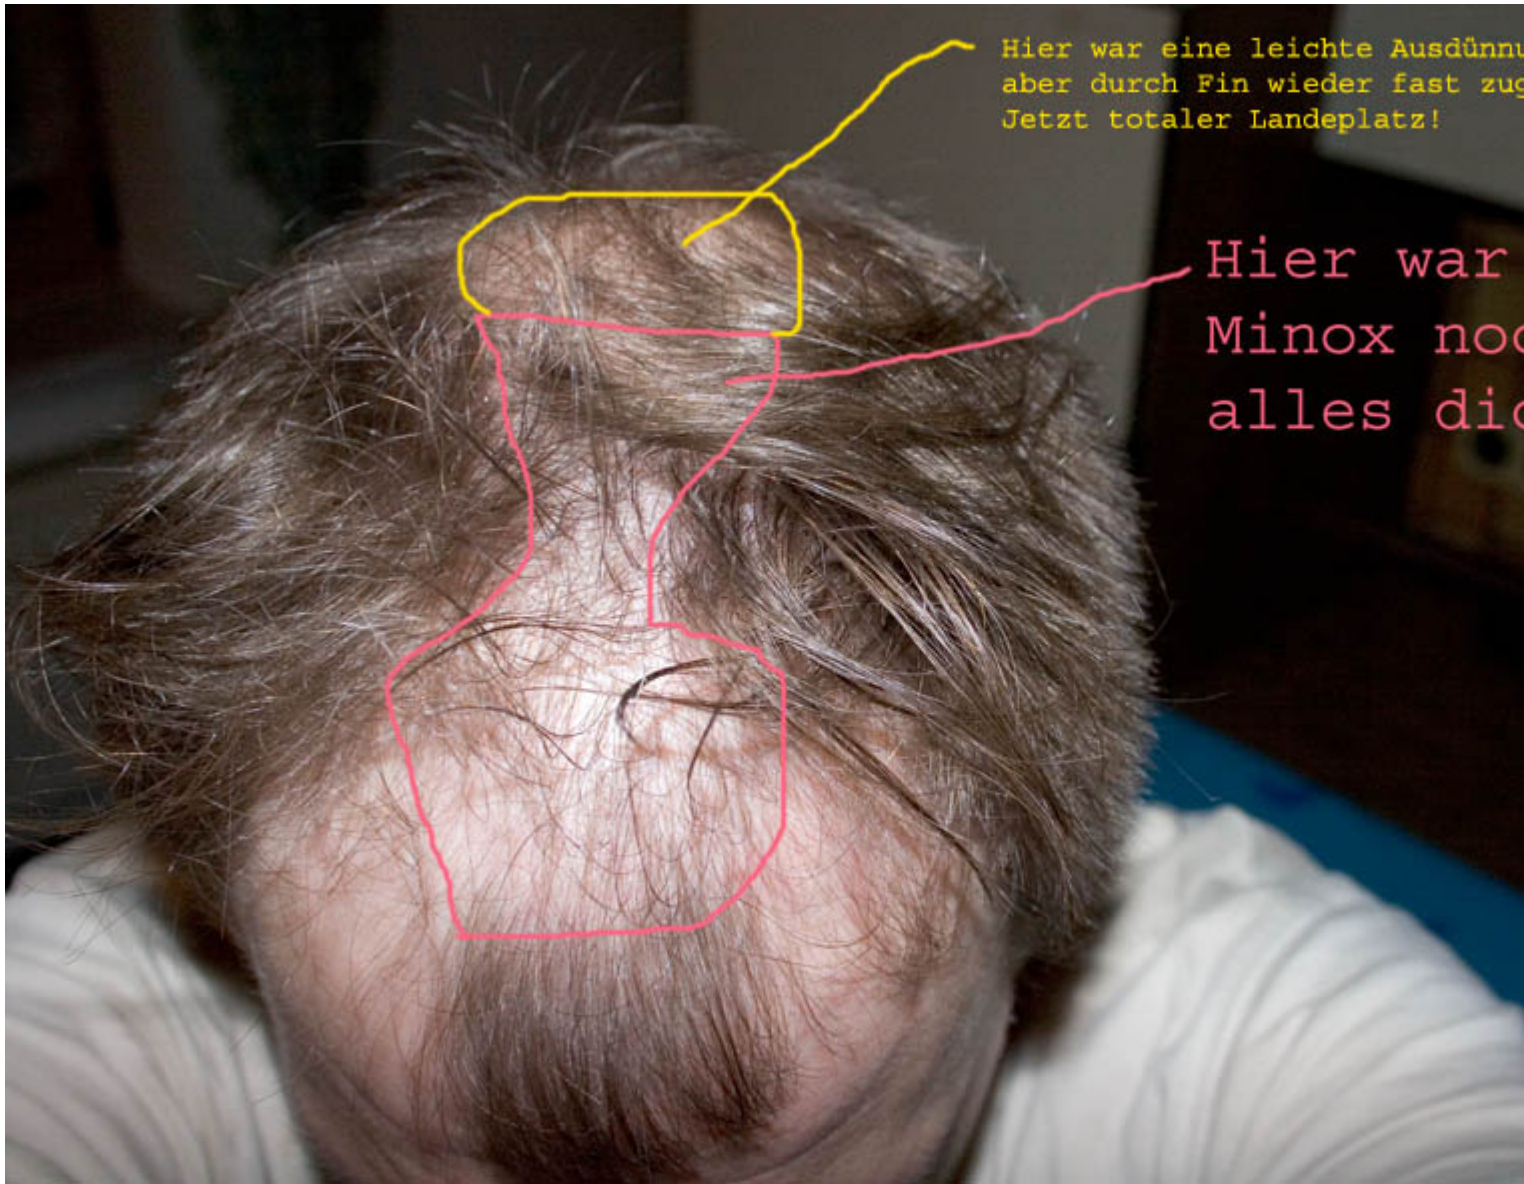 Hier war eine leichte
aber durch Fin wieder fast
Jetzt totaler Landeplatz!
Hier war
Minox
alles